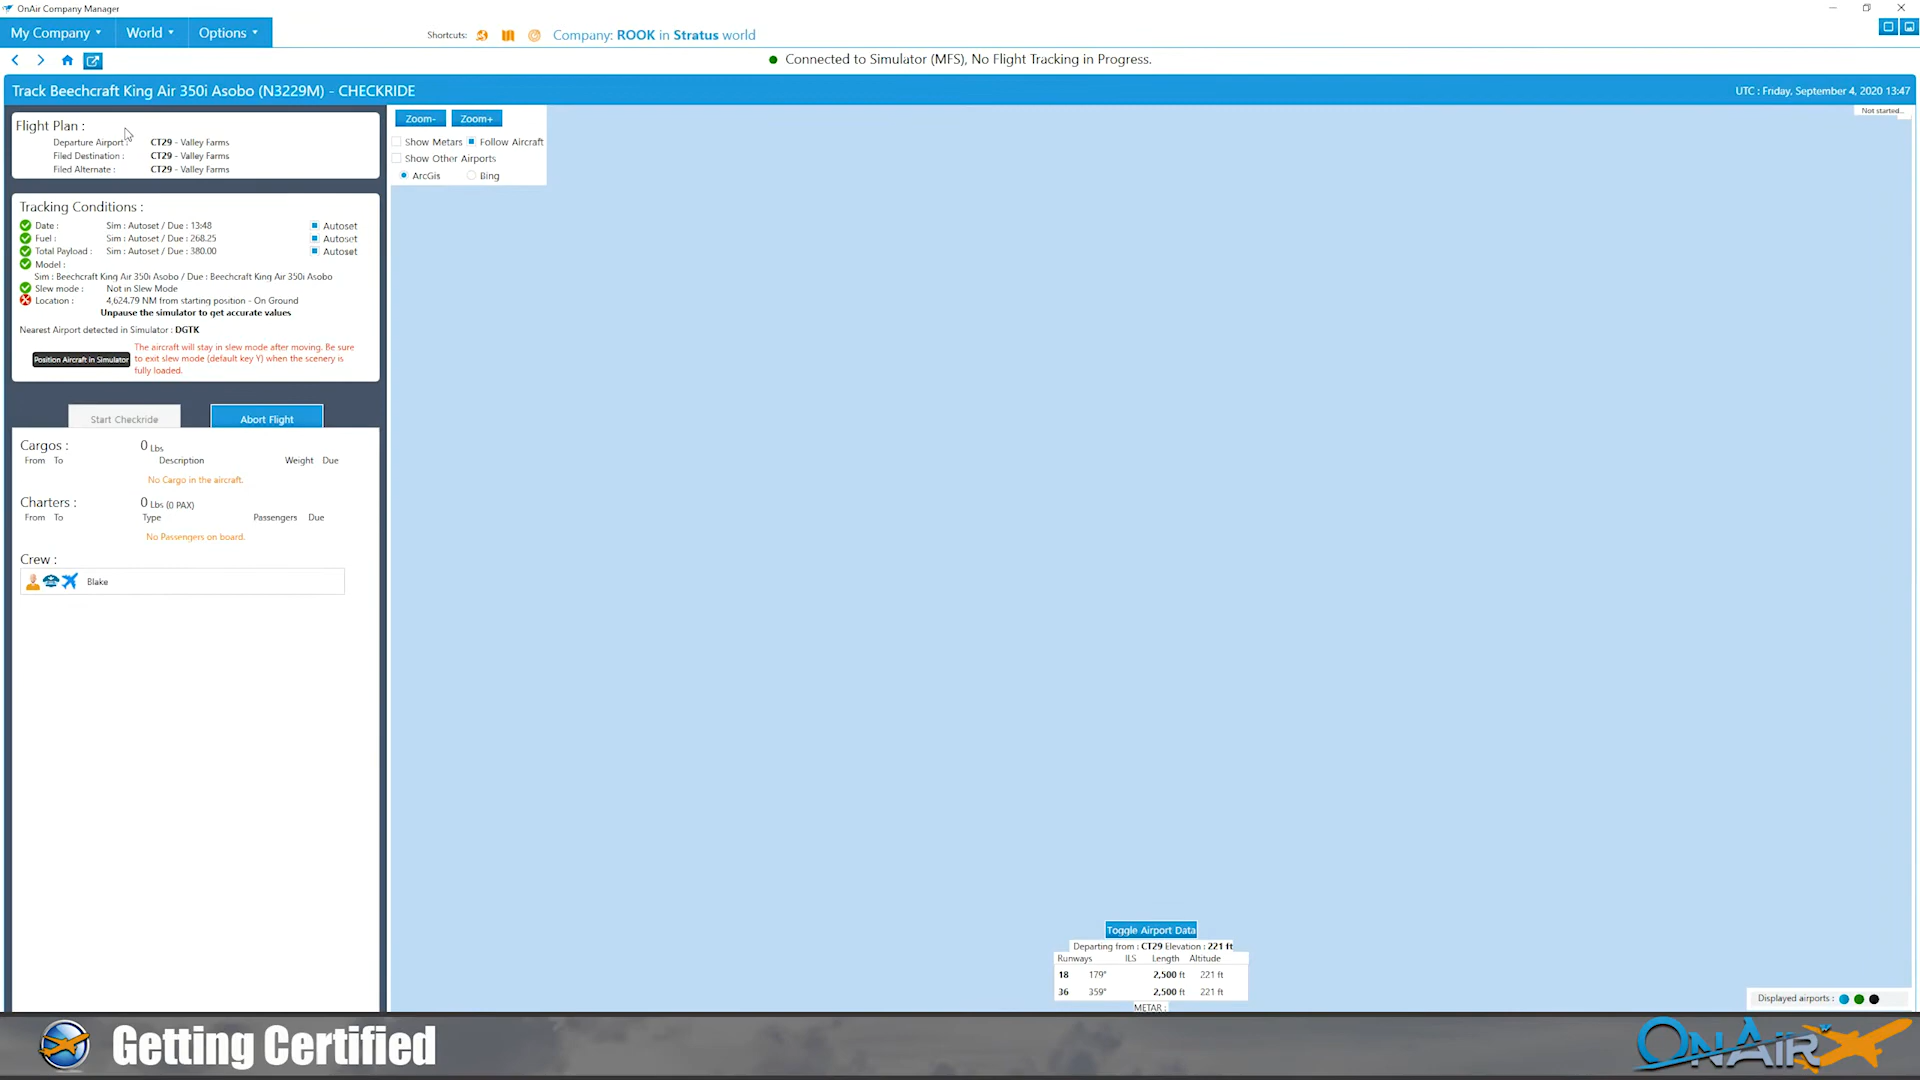 OnAir Company Manager
My Company
World
Options
Shortcuts:
Company: ROOK in Stratus world
Connected to Simulator (MFS), No Flight Tracking in Progress.
Track Beechcraft King Air 350i Asobo (N3229M) - CHECKRIDE
UTC : Friday, September 4, 2020 13:47
Flight Plan :
Departure Airport : CT29 - Valley Farms
Filed Destination : CT29 - Valley Farms
Filed Alternate : CT29 - Valley Farms
Zoom- Zoom+
Show Metars Follow Aircraft
Show Other Airports
ArcGis Bing
Not started...
Tracking Conditions :
Date : Sim : Autoset / Due : 13:48 Autoset
Fuel : Sim : Autoset / Due : 268.25 Autoset
Total Payload : Sim : Autoset / Due : 380.00 Autoset
Model :
Sim : Beechcraft King Air 350i Asobo / Due : Beechcraft King Air 350i Asobo
Slew mode : Not in Slew Mode
Location : 4,624.79 NM from starting position - On Ground
Unpause the simulator to get accurate values
Nearest Airport detected in Simulator : DGTK
Position Aircraft in Simulator
The aircraft will stay in slew mode after moving. Be sure
to exit slew mode (default key Y) when the scenery is
fully loaded.
Start Checkride Abort Flight
Cargos : 0 Lbs
From To Description Weight Due
No Cargo in the aircraft.
Charters : 0 Lbs (0 PAX)
From To Type Passengers Due
No Passengers on board.
Crew :
Blake
Toggle Airport Data
Departing from : CT29 Elevation : 221 ft
Runways ILS Length Altitude
18 179° 2,500 ft 221 ft
36 359° 2,500 ft 221 ft
METAR :
Displayed airports :
Getting Certified
OnAir